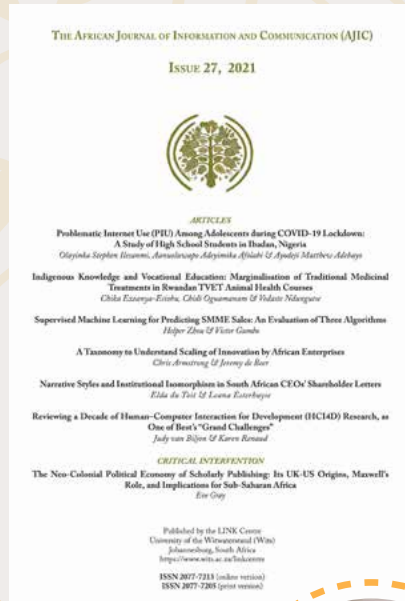 THE AFRICAN JOURNAL OF INFORMATION AND COMMUNICATION (AJIC)
ISSUE 27, 2021
ARTICLES
Problematic Internet Use (PIU) Among Adolescents during COVID-19 Lockdown:
A Study of High School Students in Ibadan, Nigeria
Olayinka Stephen Ilesanmi, Aanuoluwapo Adeyimika Afolabi & Ayodeji Matthew Adebayo
Indigenous Knowledge and Vocational Education: Marginalisation of Traditional Medicinal
Treatments in Rwandan TVET Animal Health Courses
Chika Ezeanya-Esiobu, Chidi Oguamanam & Vedaste Ndungutse
Supervised Machine Learning for Predicting SMME Sales: An Evaluation of Three Algorithms
Helper Zhou & Victor Gumbo
A Taxonomy to Understand Scaling of Innovation by African Enterprises
Chris Armstrong & Jeremy de Beer
Narrative Styles and Institutional Isomorphism in South African CEOs' Shareholder Letters
Elda du Toit & Leana Esterhuyse
Reviewing a Decade of Human–Computer Interaction for Development (HCI4D) Research, as
One of Best's "Grand Challenges"
Judy van Biljon & Karen Renaud
CRITICAL INTERVENTION
The Neo-Colonial Political Economy of Scholarly Publishing: Its UK-US Origins, Maxwell's
Role, and Implications for Sub-Saharan Africa
Eve Gray
Published by the LINK Centre
University of the Witwatersrand (Wits)
Johannesburg, South Africa
https://www.wits.ac.za/linkcentre
ISSN 2077-7213 (online version)
ISSN 2077-7205 (print version)